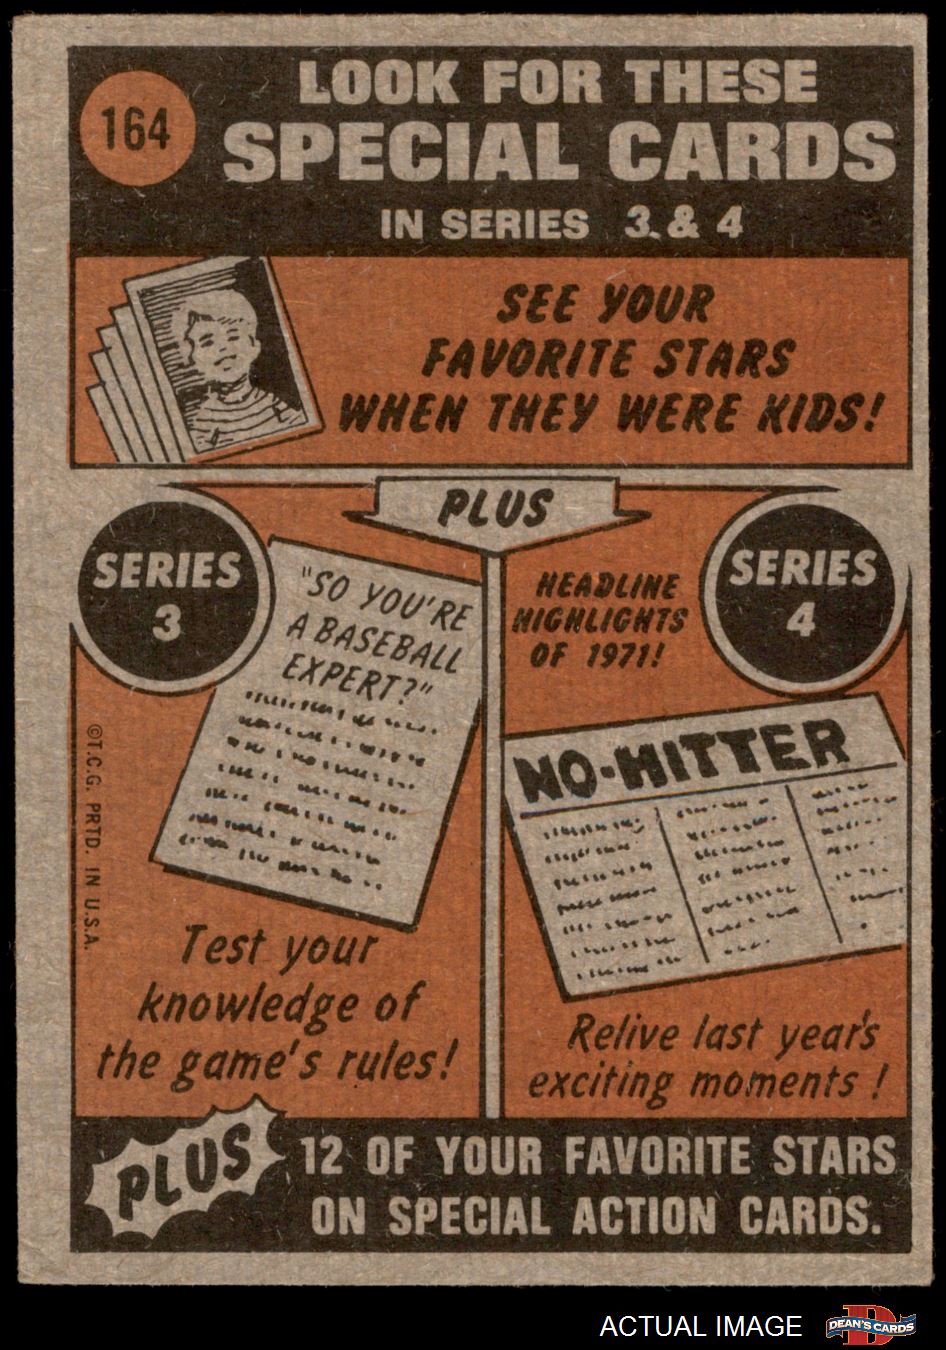 164
LOOK FOR THESE
SPECIAL CARDS
IN SERIES 3 & 4
SEE YOUR
FAVORITE STARS
WHEN THEY WERE KIDS!
PLUS
SERIES
3
"SO YOU'RE
A BASEBALL
EXPERT?"
Test your
knowledge of
the game's rules!
HEADLINE
HIGHLIGHTS
OF 1971!
SERIES
4
NO-HITTER
Relive last year's
exciting moments!
©T.C.G. PRTD. IN U.S.A.
PLUS
12 OF YOUR FAVORITE STARS
ON SPECIAL ACTION CARDS.
ACTUAL IMAGE
D
DEAN'S CARDS